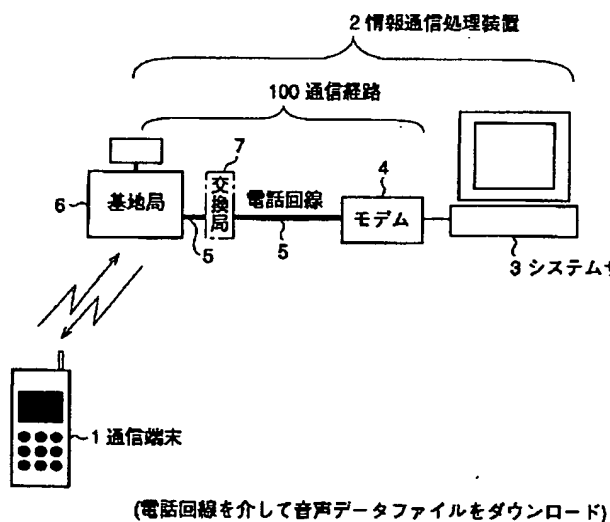 2 情報通信処理装置
100 通信経路
7
6
基地局
交換局
電話回線
4
モデム
5
5
3 システムサ
1 通信端末
(電話回線を介して音声データファイルをダウンロード)